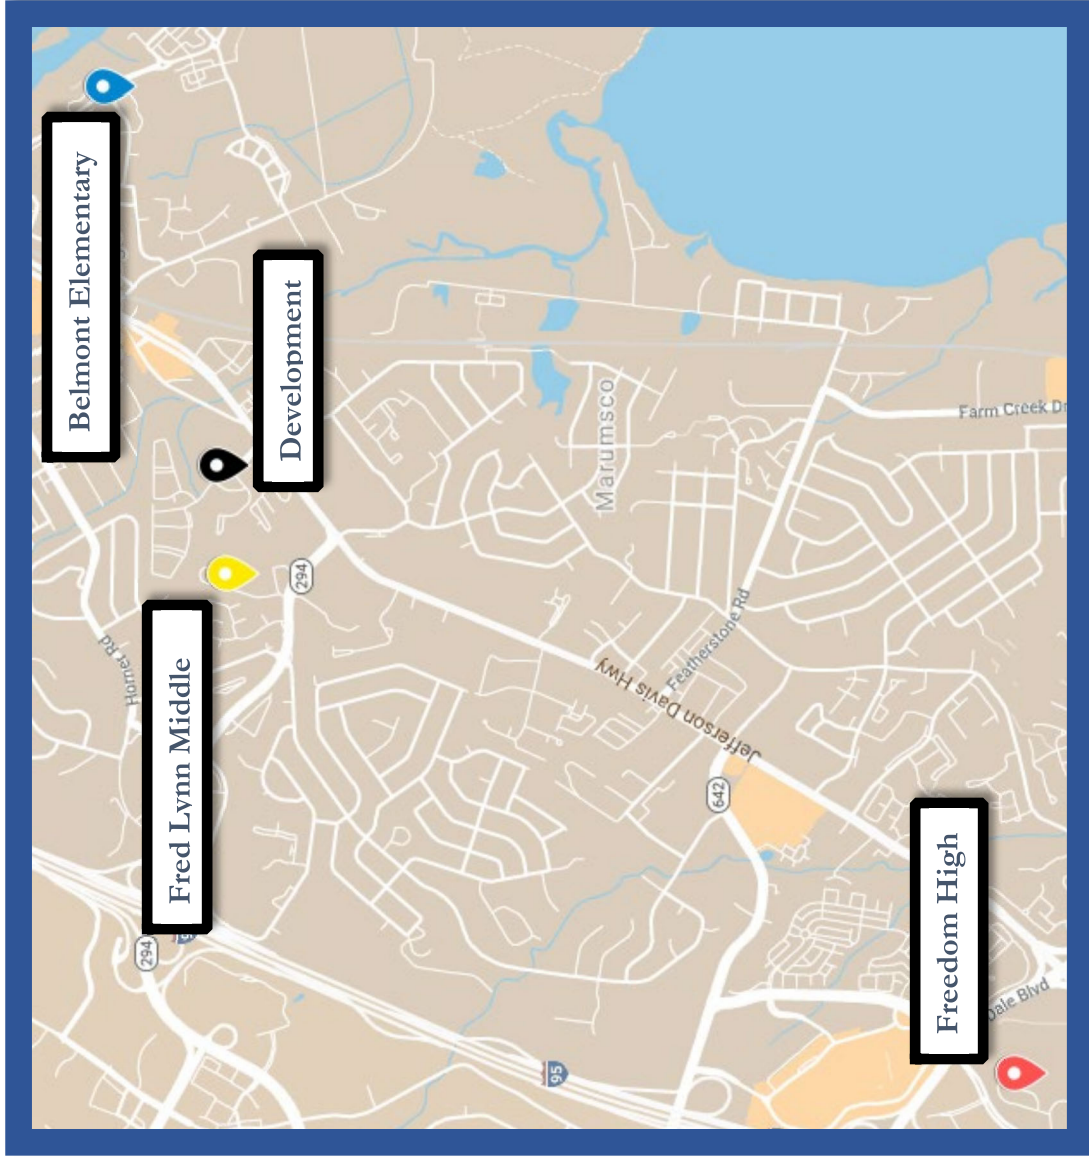 Belmont Elementary
Horner Rd
294
Fred Lynn Middle
Development
294
95
Marumsco
Jefferson Davis Hwy
Featherstone Rd
642
Freedom High
Dale Blvd
Farm Creek Dr